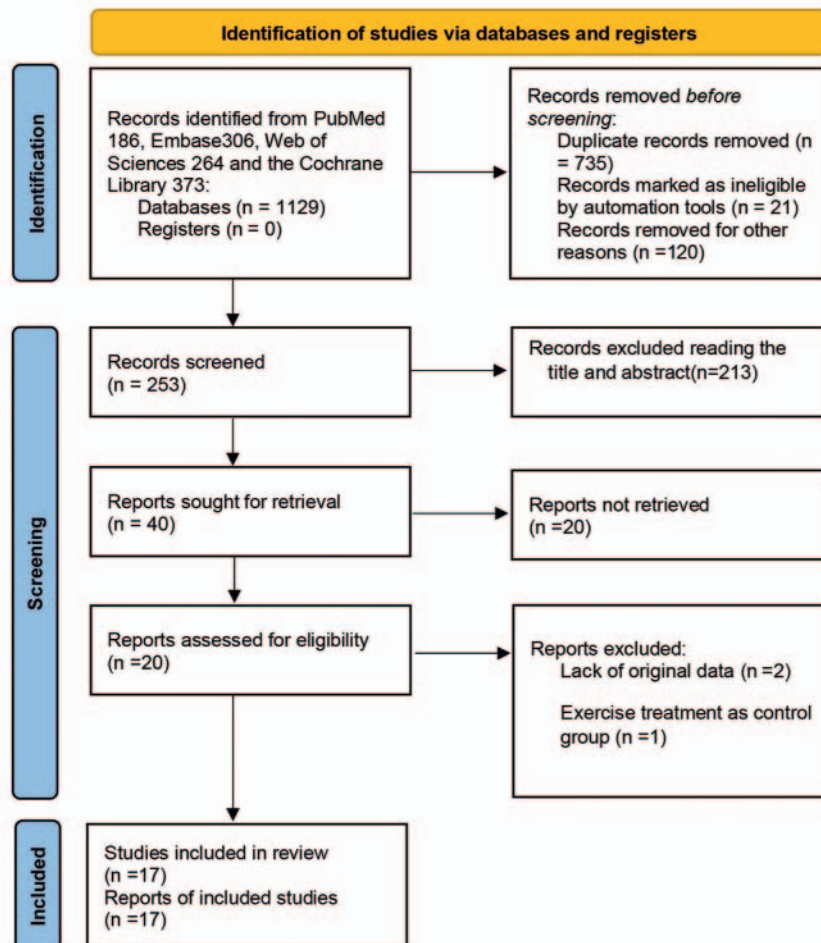 Identification of studies via databases and registers
Identification
Records identified from PubMed
186, Embase306, Web of
Sciences 264 and the Cochrane
Library 373:
Databases (n = 1129)
Registers (n = 0)
Records removed before
screening:
Duplicate records removed (n
= 735)
Records marked as ineligible
by automation tools (n = 21)
Records removed for other
reasons (n =120)
Screening
Records screened
(n = 253)
Records excluded reading the
title and abstract(n=213)
Reports sought for retrieval
(n = 40)
Reports not retrieved
(n =20)
Reports assessed for eligibility
(n =20)
Reports excluded:
Lack of original data (n =2)
Exercise treatment as control
group (n =1)
Included
Studies included in review
(n =17)
Reports of included studies
(n =17)